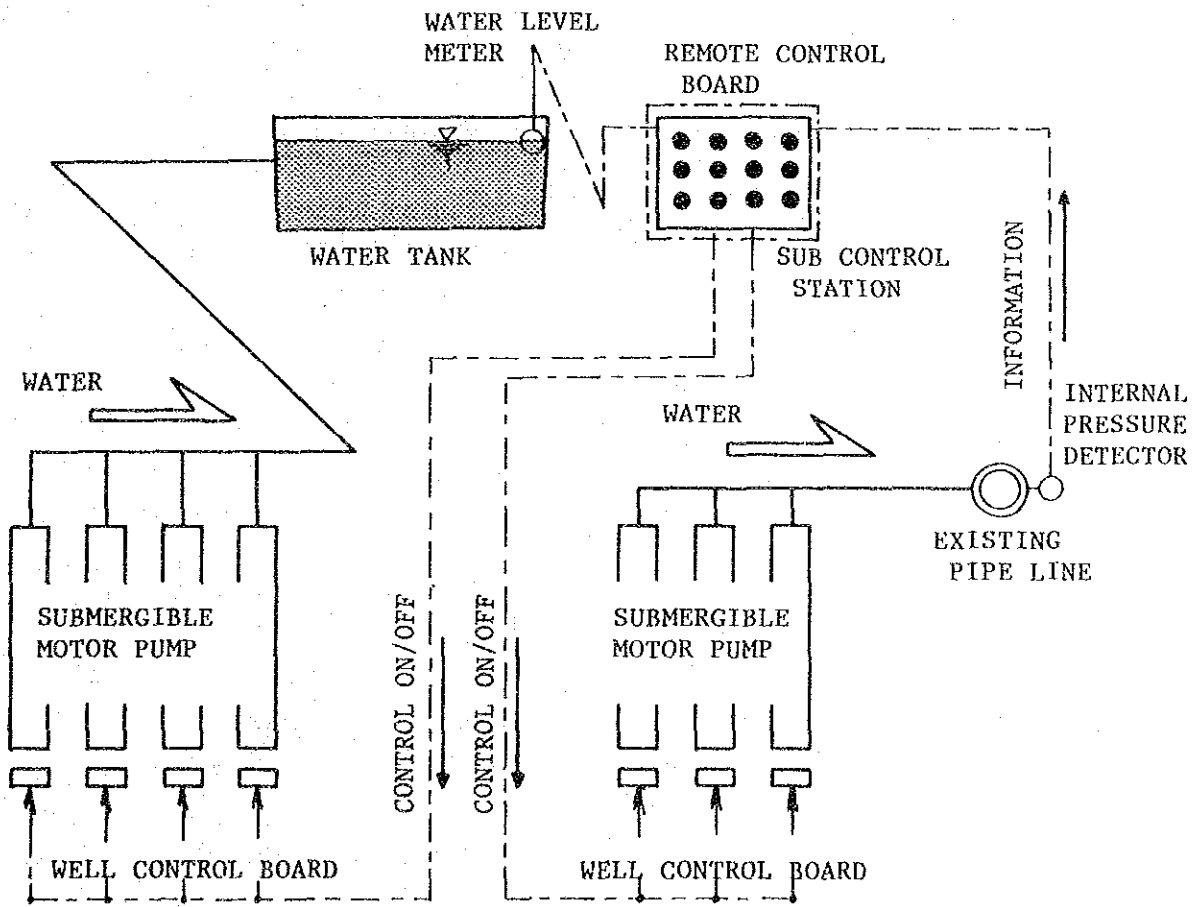 WATER LEVEL
METER
REMOTE CONTROL
BOARD
WATER TANK
SUB CONTROL
STATION
INFORMATION
WATER
WATER
INTERNAL
PRESSURE
DETECTOR
EXISTING
PIPE LINE
SUBMERGIBLE
MOTOR PUMP
CONTROL ON/OFF
CONTROL ON/OFF
SUBMERGIBLE
MOTOR PUMP
WELL CONTROL BOARD
WELL CONTROL BOARD